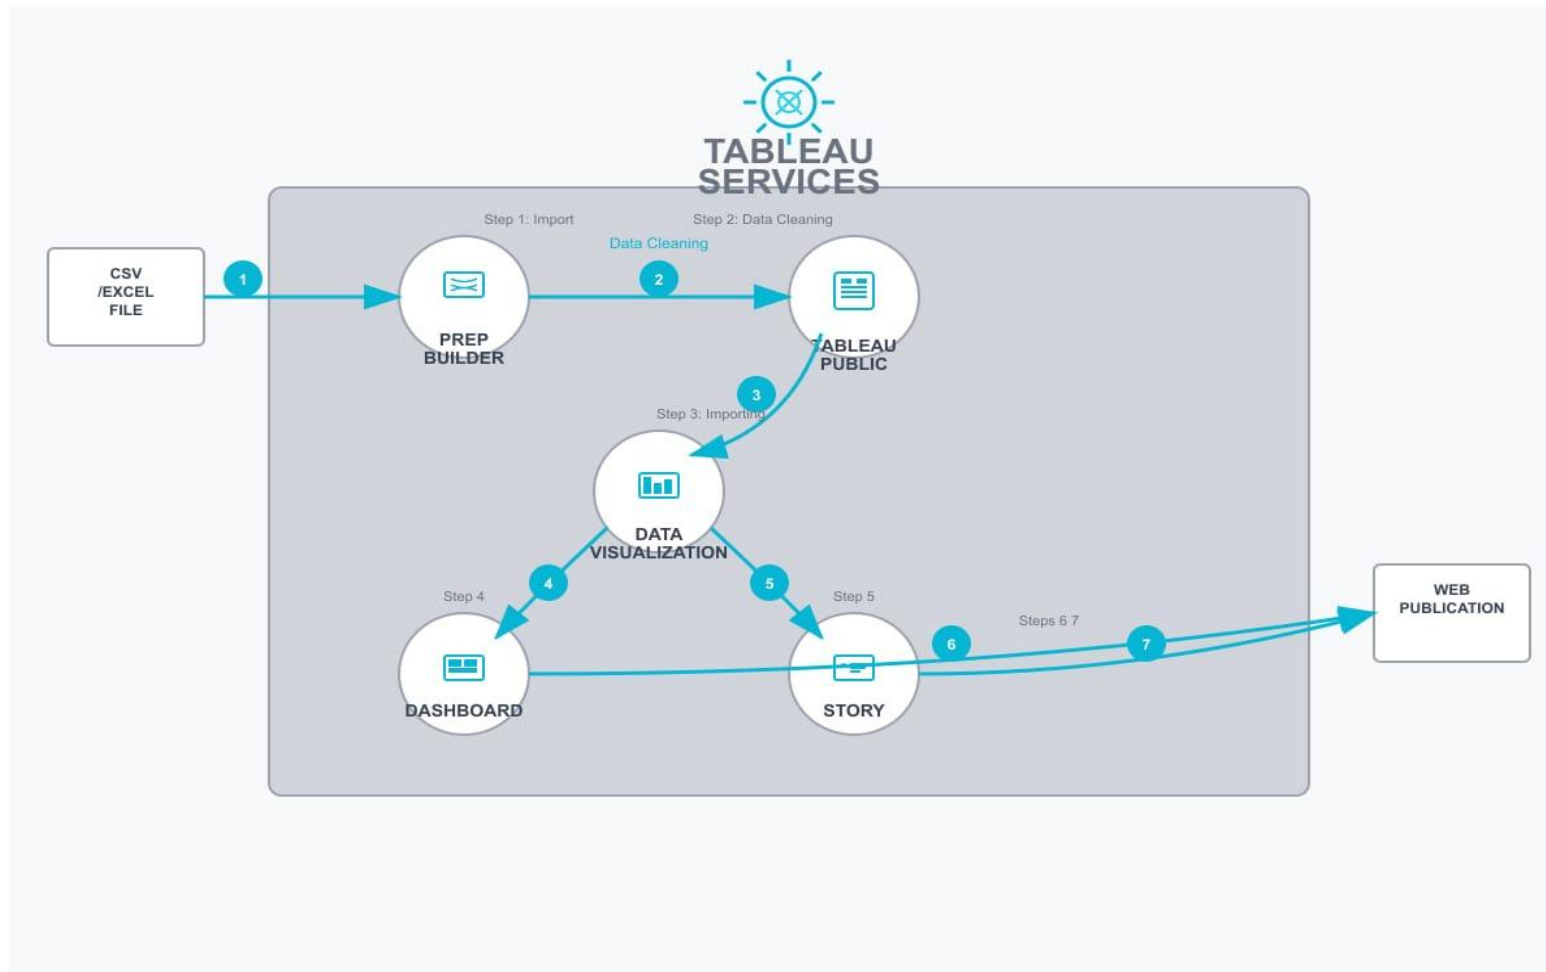 TABLEAU
SERVICES
Step 1: Import
Step 2: Data Cleaning
Data Cleaning
CSV
/EXCEL
FILE
1
2
PREP
BUILDER
TABLEAU
PUBLIC
3
Step 3: Importing
DATA
VISUALIZATION
4
5
Step 4
Step 5
Steps 6 7
6
7
WEB
PUBLICATION
DASHBOARD
STORY